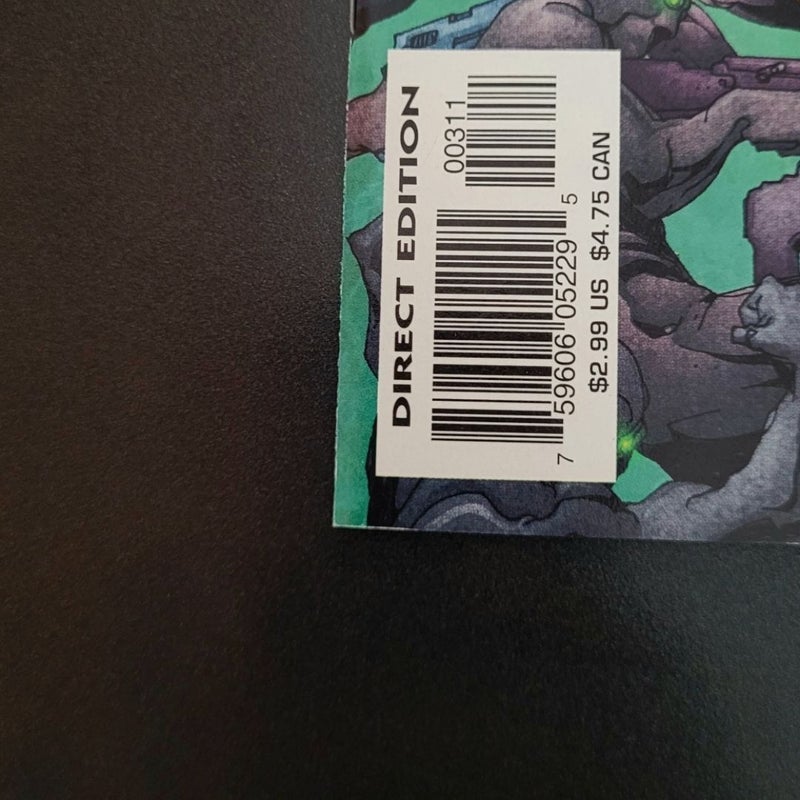 DIRECT EDITION
00311
7 59606 05229 5
$2.99 US $4.75 CAN